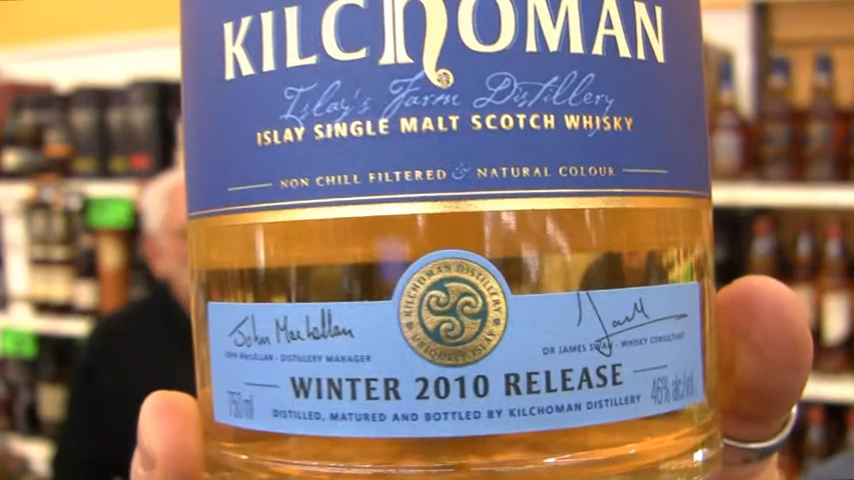 KILCHOMAN
Islay's Farm Distillery
ISLAY SINGLE MALT SCOTCH WHISKY
NON CHILL FILTERED & NATURAL COLOUR
KILCHOMAN DISTILLERY
UNIQUELY ISLAY
John MacLellan
JOHN MACLELLAN - DISTILLERY MANAGER
DR JAMES SWAN - WHISKY CONSULTANT
750ml
WINTER 2010 RELEASE
46% alc/vol
DISTILLED, MATURED AND BOTTLED BY KILCHOMAN DISTILLERY